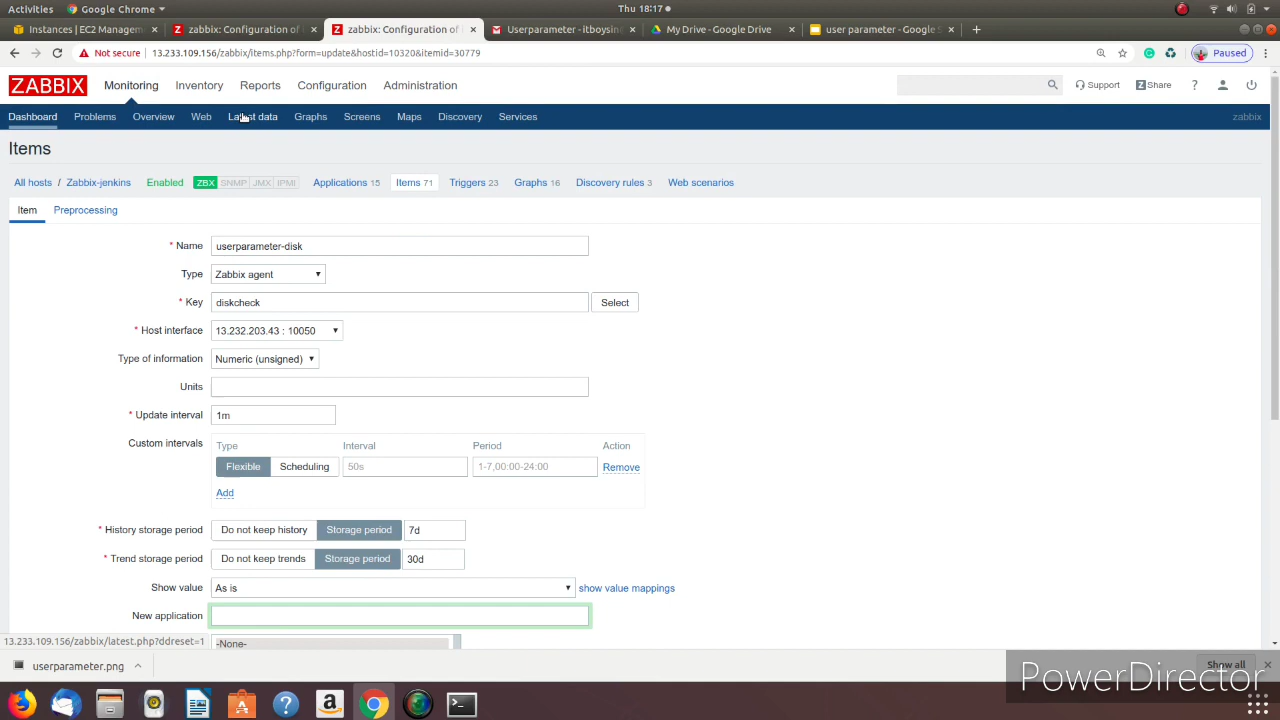 Activities
Google Chrome
Thu 18:17
Instances | EC2 Managem
zabbix: Configuration of
zabbix: Configuration of
Userparameter - itboysin
My Drive - Google Drive
user parameter - Google S
Not secure
13.233.109.156/zabbix/items.php?form=update&hostid=10320&itemid=30779
Paused
ZABBIX
Monitoring
Inventory
Reports
Configuration
Administration
Support
Share
?
Dashboard
Problems
Overview
Web
Latest data
Graphs
Screens
Maps
Discovery
Services
zabbix
Items
All hosts / Zabbix-jenkins
Enabled
ZBX SNMP JMX IPMI
Applications 15
Items 71
Triggers 23
Graphs 16
Discovery rules 3
Web scenarios
Item
Preprocessing
* Name userparameter-disk
Type Zabbix agent
* Key diskcheck Select
* Host interface 13.232.203.43 : 10050
Type of information Numeric (unsigned)
Units
* Update interval 1m
Custom intervals Type Interval Period Action
Flexible Scheduling 50s 1-7,00:00-24:00 Remove
Add
* History storage period Do not keep history Storage period 7d
* Trend storage period Do not keep trends Storage period 30d
Show value As is show value mappings
New application
13.233.109.156/zabbix/latest.php?ddreset=1
-None-
userparameter.png
Show all
PowerDirector